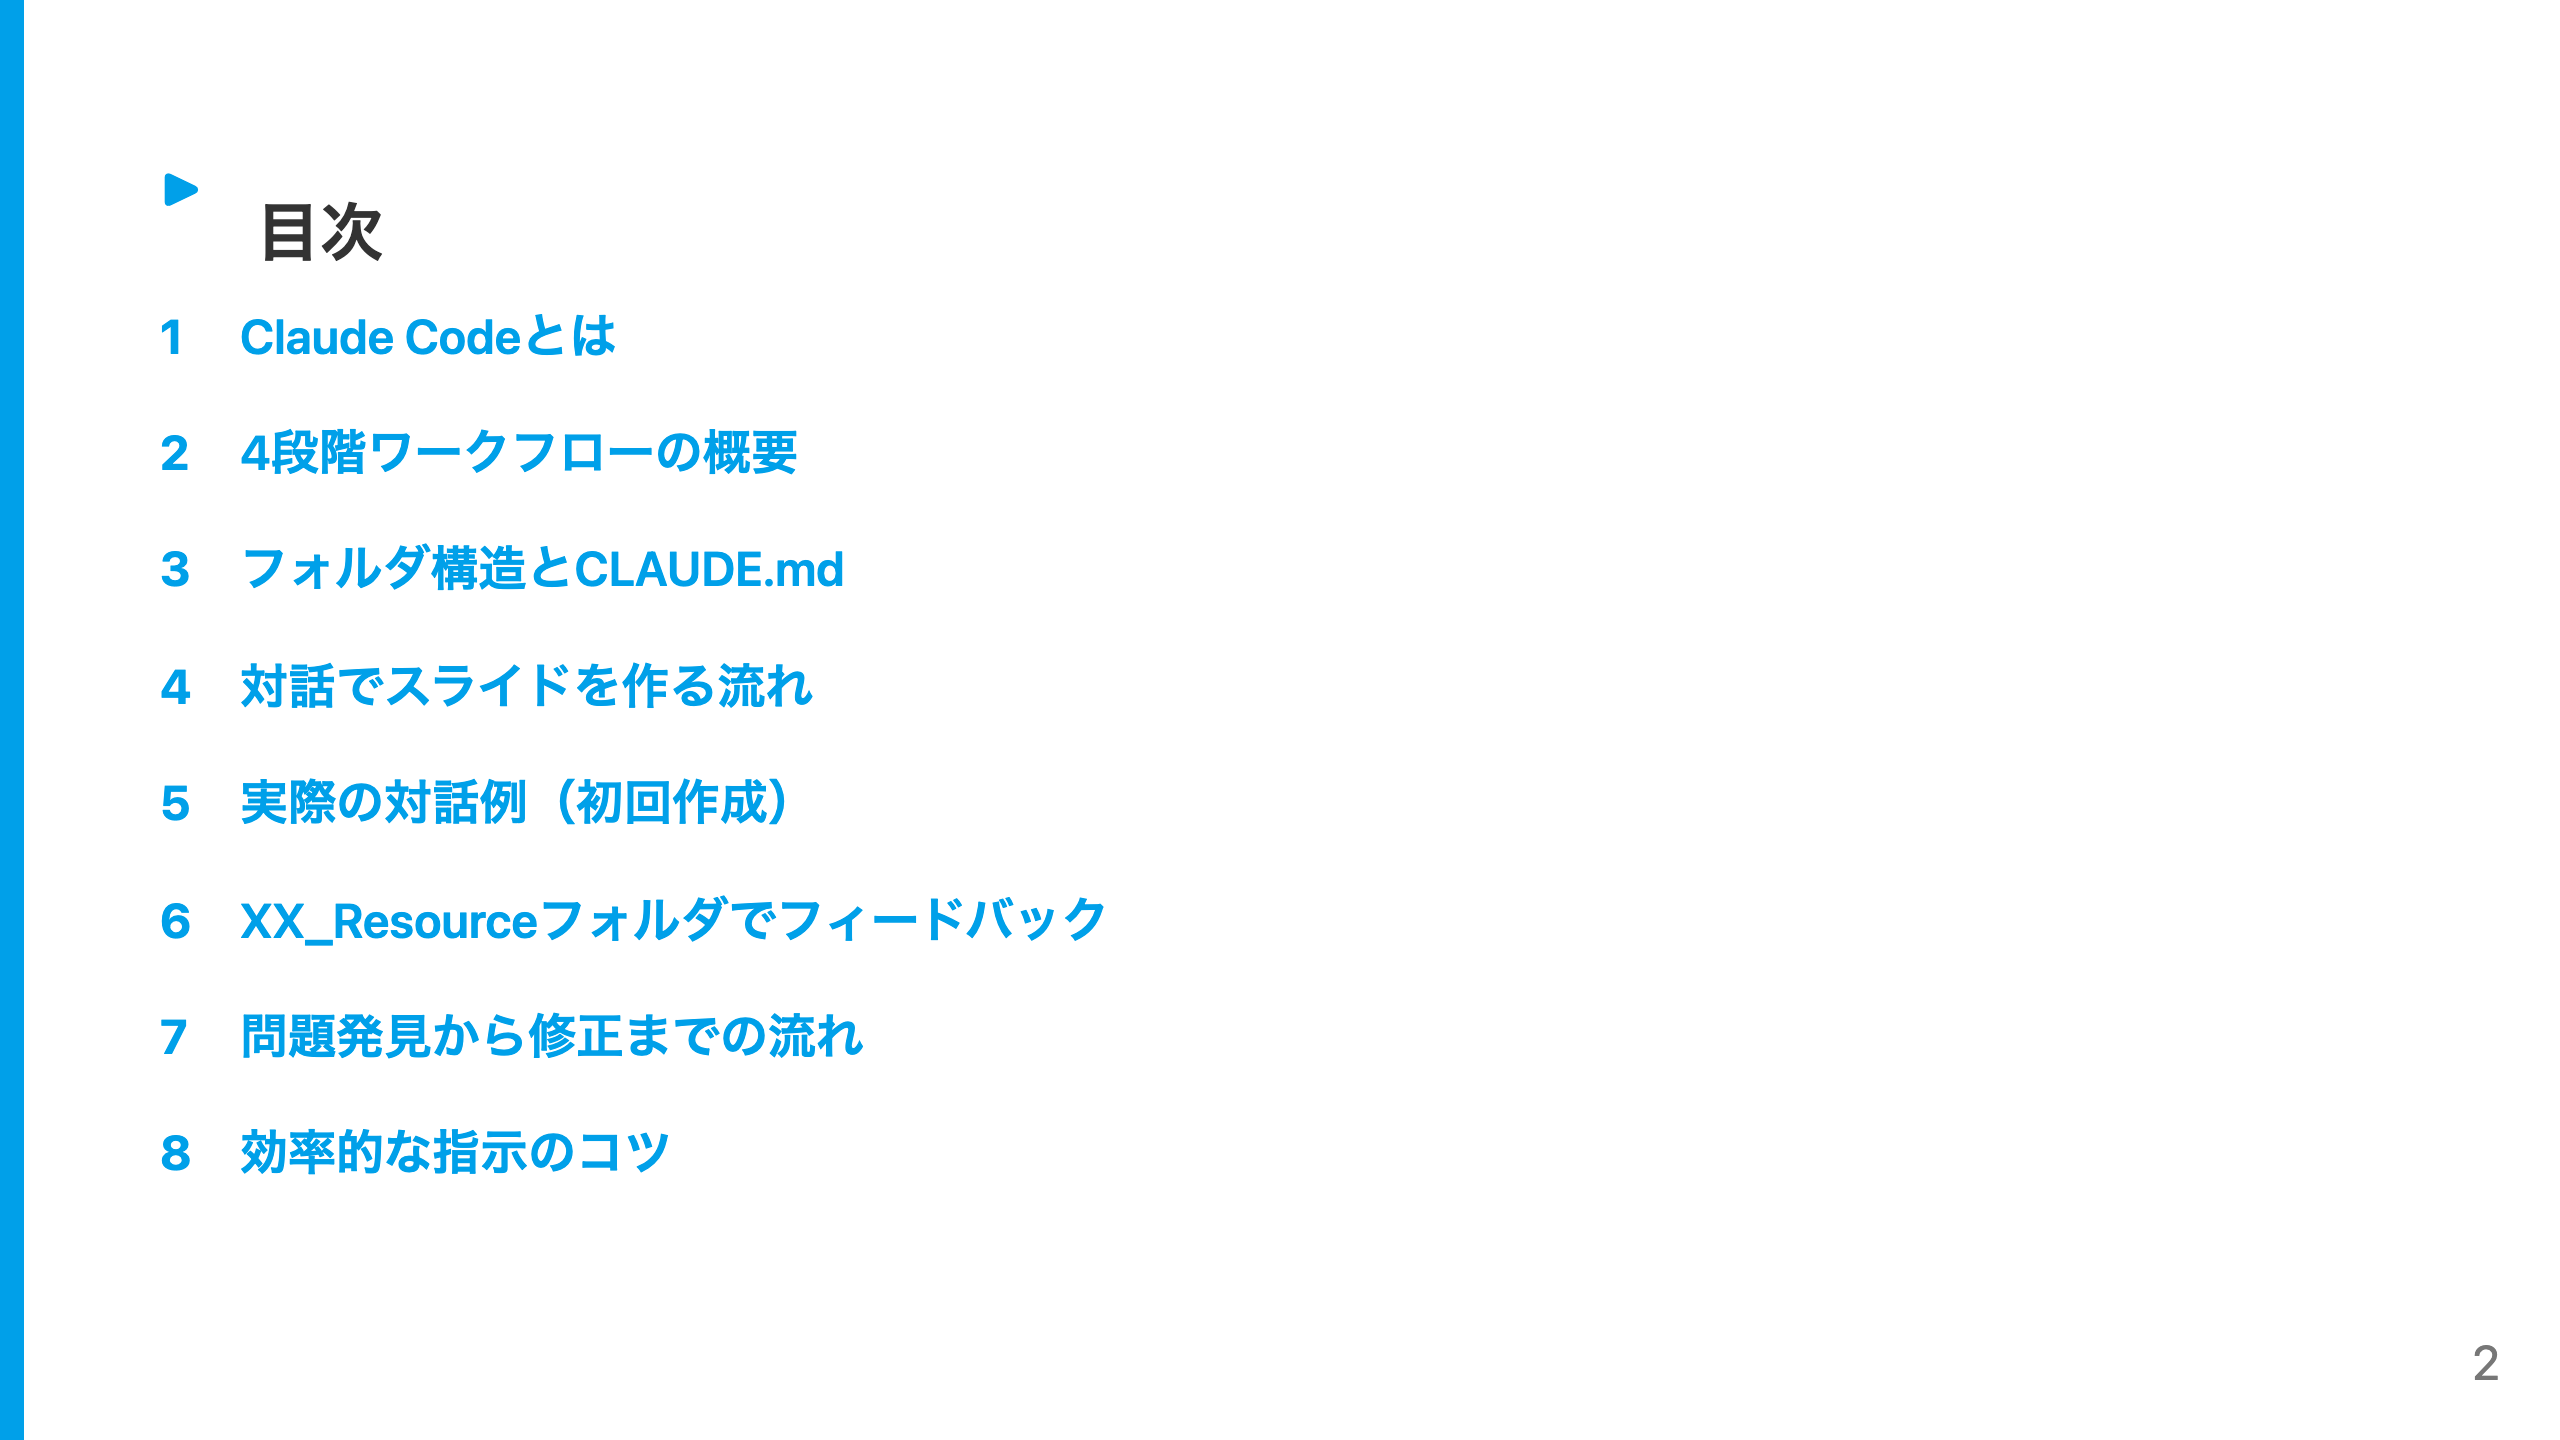 目次
1 Claude Codeとは
2 4段階ワークフローの概要
3 フォルダ構造とCLAUDE.md
4 対話でスライドを作る流れ
5 実際の対話例（初回作成）
6 XX_Resourceフォルダでフィードバック
7 問題発見から修正までの流れ
8 効率的な指示のコツ
2